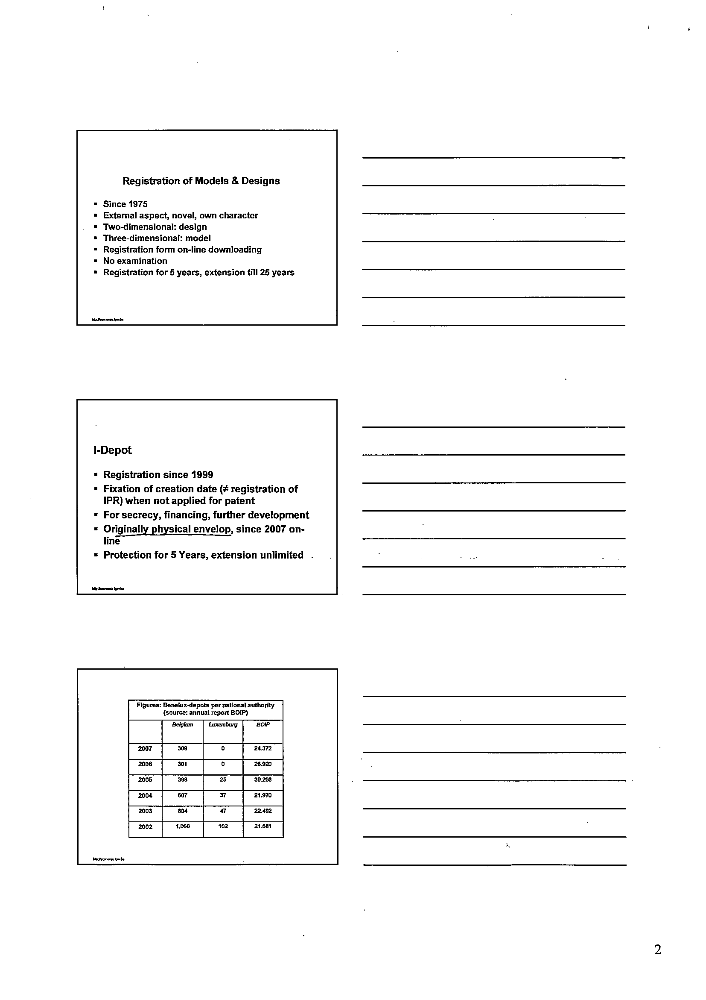 Registration of Models & Designs
▪ Since 1975
▪ External aspect, novel, own character
▪ Two-dimensional: design
▪ Three-dimensional: model
▪ Registration form on-line downloading
▪ No examination
▪ Registration for 5 years, extension till 25 years
http://economie.fgov.be
I-Depot
▪ Registration since 1999
▪ Fixation of creation date (≠ registration of
IPR) when not applied for patent
▪ For secrecy, financing, further development
▪ Originally physical envelop, since 2007 on-
line
▪ Protection for 5 Years, extension unlimited
http://economie.fgov.be
Figures: Benelux-depots per national authority
(source: annual report BOIP)
Belgium Luxemburg BOIP
2007 309 0 24.372
2006 301 0 26.920
2005 398 25 30.266
2004 607 37 21.970
2003 804 47 22.492
2002 1.060 102 21.681
http://economie.fgov.be
2